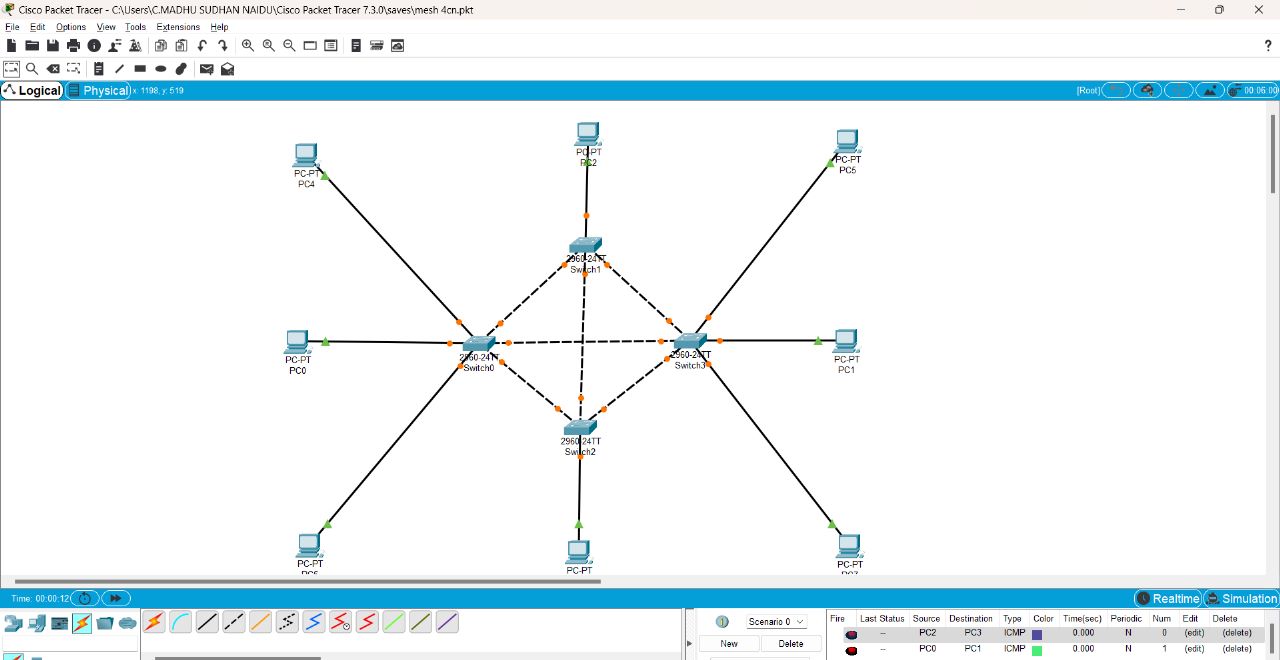 Cisco Packet Tracer - C:\Users\C.MADHU SUDHAN NAIDU\Cisco Packet Tracer 7.3.0\saves\mesh 4cn.pkt
File Edit Options View Tools Extensions Help
?
Logical Physical x: 1198, y: 519 [Root] 00:06:00
PC-PT
PC4
PC-PT
PC2
PC-PT
PC5
2960-24TT
Switch1
PC-PT
PC0
2960-24TT
Switch0
2960-24TT
Switch3
PC-PT
PC1
2960-24TT
Switch2
PC-PT
PC-PT
PC-PT
Time: 00:00:12 Realtime Simulation
Scenario 0
New Delete
Fire Last Status Source Destination Type Color Time(sec) Periodic Num Edit Delete
-- PC2 PC3 ICMP 0.000 N 0 (edit) (delete)
-- PC0 PC1 ICMP 0.000 N 1 (edit) (delete)